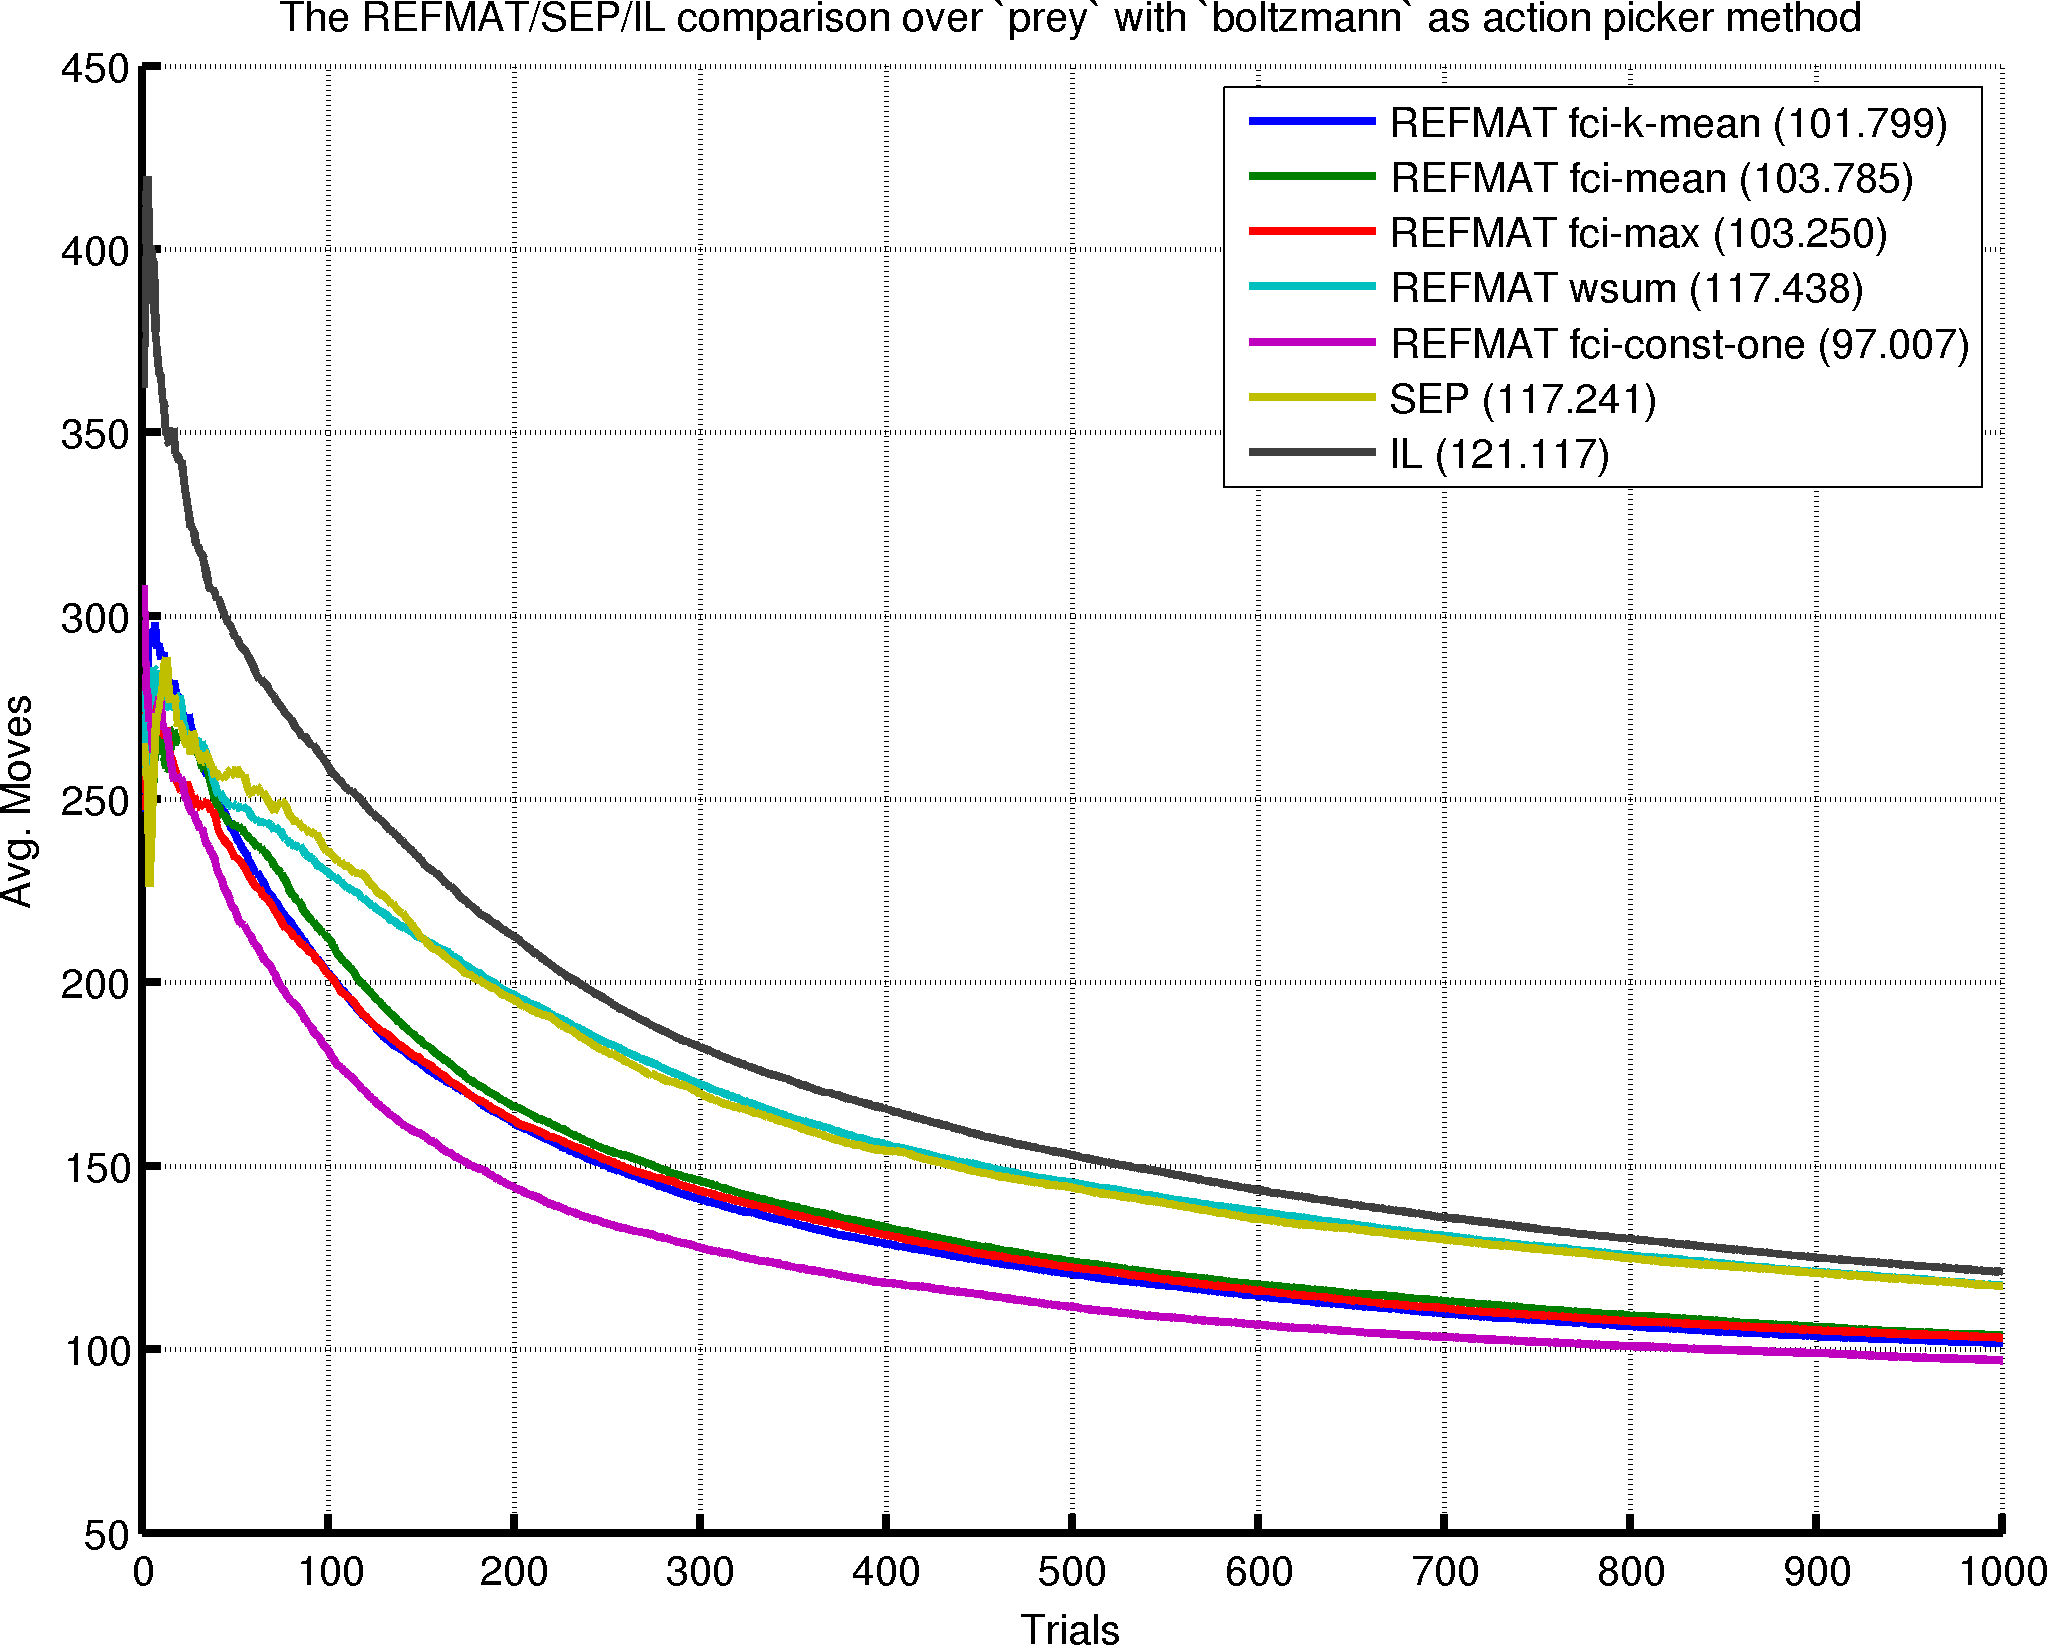 The REFMAT/SEP/IL comparison over `prey` with `boltzmann` as action picker method
450
400
350
300
250
200
150
100
50
Avg. Moves
REFMAT fci-k-mean (101.799)
REFMAT fci-mean (103.785)
REFMAT fci-max (103.250)
REFMAT wsum (117.438)
REFMAT fci-const-one (97.007)
SEP (117.241)
IL (121.117)
0 100 200 300 400 500 600 700 800 900 1000
Trials